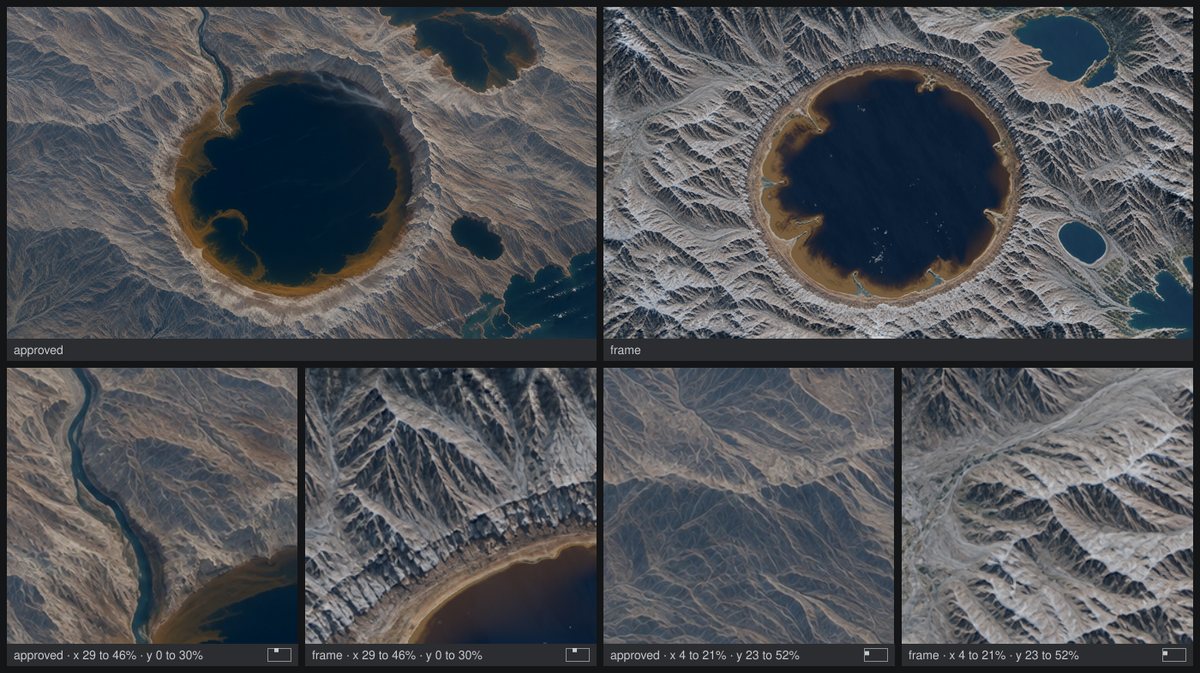 approved
frame
approved · x 29 to 46% · y 0 to 30%
frame · x 29 to 46% · y 0 to 30%
approved · x 4 to 21% · y 23 to 52%
frame · x 4 to 21% · y 23 to 52%